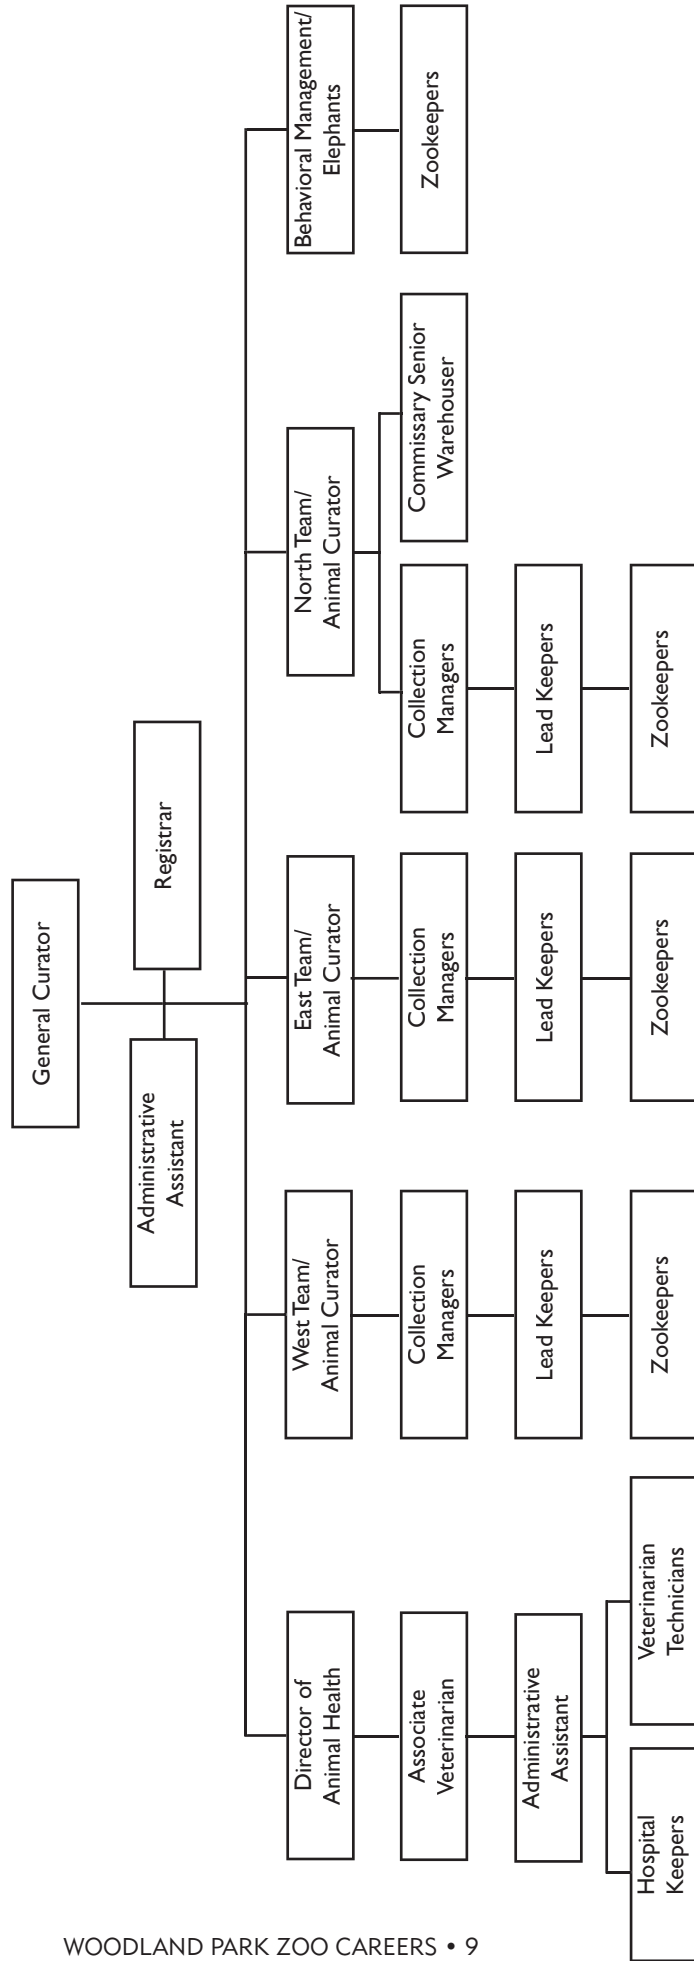 General Curator
Administrative
Assistant
Registrar
Director of
Animal Health
West Team/
Animal Curator
East Team/
Animal Curator
North Team/
Animal Curator
Behavioral Management/
Elephants
Associate
Veterinarian
Collection
Managers
Collection
Managers
Collection
Managers
Commissary Senior
Warehouser
Zookeepers
Administrative
Assistant
Lead Keepers
Lead Keepers
Lead Keepers
Hospital
Keepers
Veterinarian
Technicians
Zookeepers
Zookeepers
Zookeepers
WOODLAND PARK ZOO CAREERS • 9